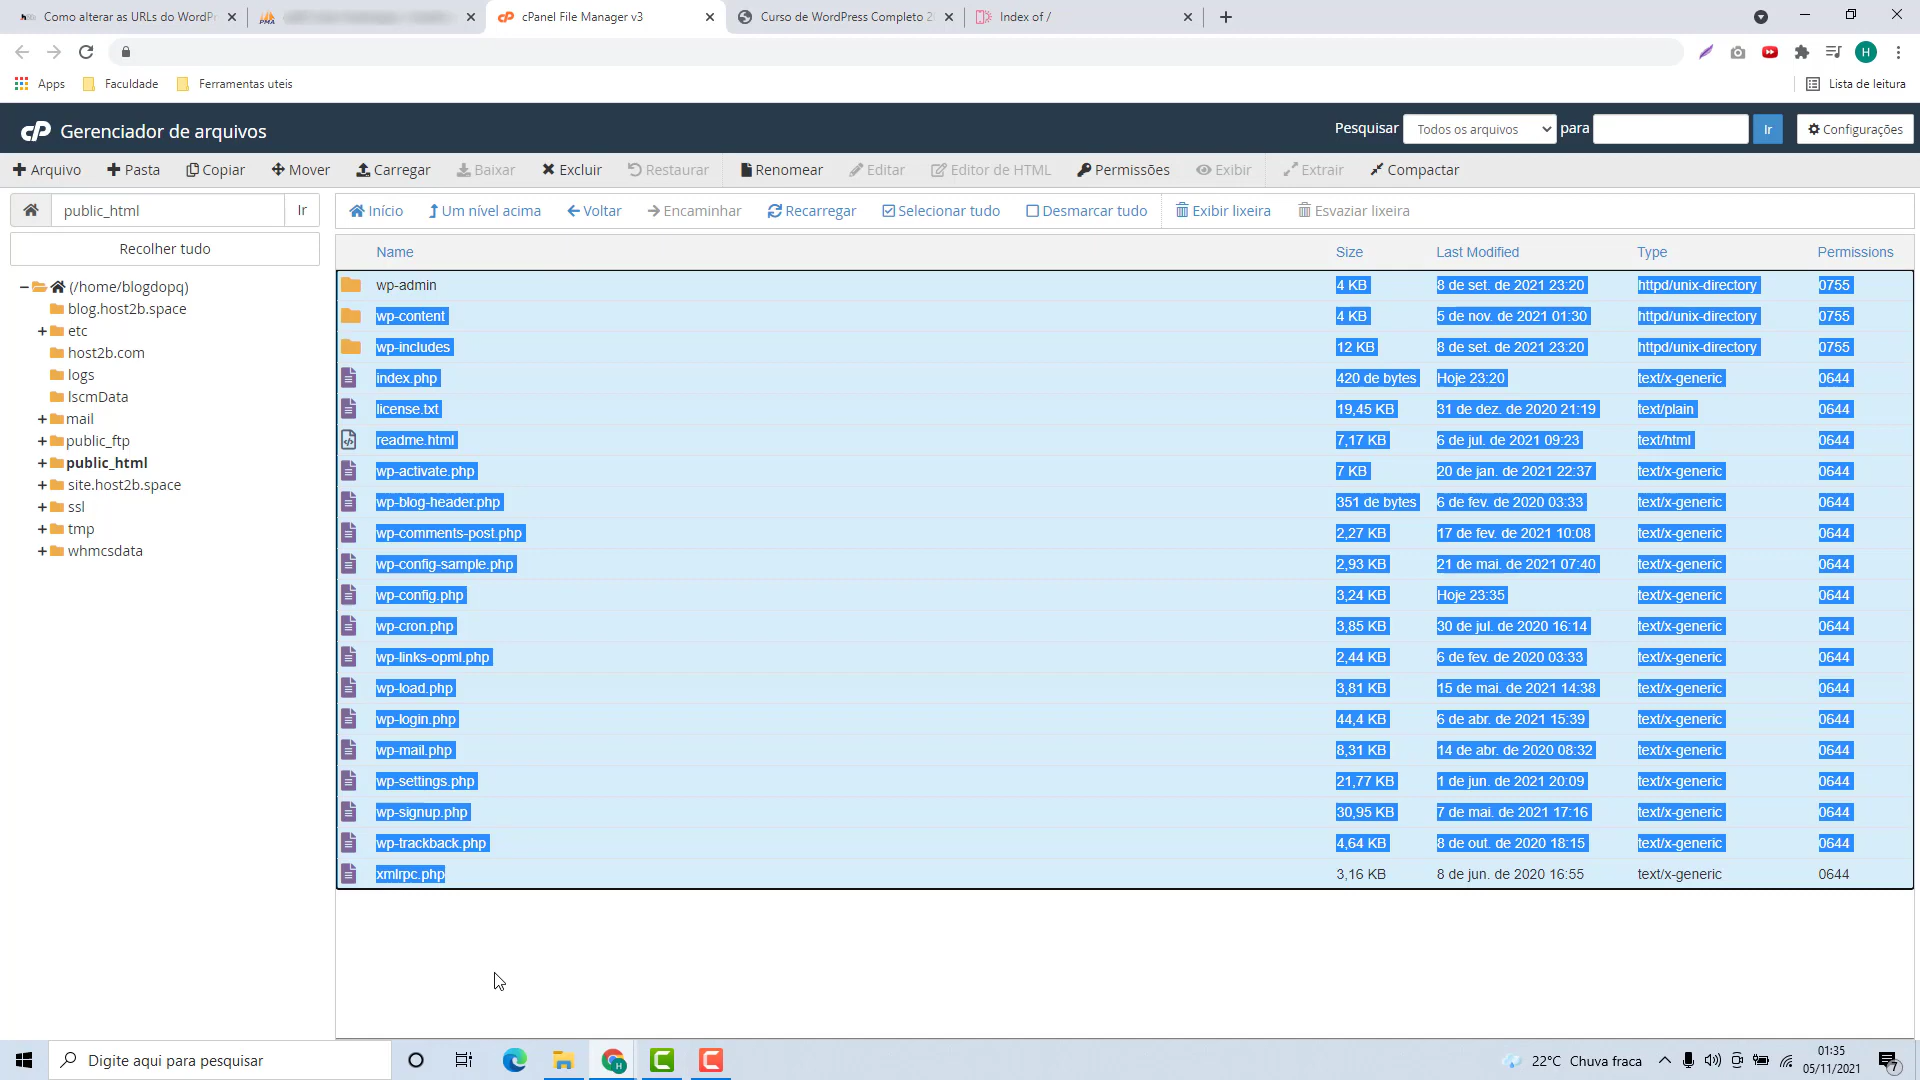 Como alterar as URLs do WordPr
cPanel File Manager v3
Curso de WordPress Completo 2
Index of /
H
Apps
Faculdade
Ferramentas uteis
Lista de leitura
cP Gerenciador de arquivos
Pesquisar
Todos os arquivos
para
Ir
Configurações
Arquivo
Pasta
Copiar
Mover
Carregar
Baixar
Excluir
Restaurar
Renomear
Editar
Editor de HTML
Permissões
Exibir
Extrair
Compactar
public_html
Ir
Início
Um nível acima
Voltar
Encaminhar
Recarregar
Selecionar tudo
Desmarcar tudo
Exibir lixeira
Esvaziar lixeira
Recolher tudo
(/home/blogdopq)
blog.host2b.space
etc
host2b.com
logs
lscmData
mail
public_ftp
public_html
site.host2b.space
ssl
tmp
whmcsdata
Name Size Last Modified Type Permissions
wp-admin 4 KB 8 de set. de 2021 23:20 httpd/unix-directory 0755
wp-content 4 KB 5 de nov. de 2021 01:30 httpd/unix-directory 0755
wp-includes 12 KB 8 de set. de 2021 23:20 httpd/unix-directory 0755
index.php 420 de bytes Hoje 23:20 text/x-generic 0644
license.txt 19,45 KB 31 de dez. de 2020 21:19 text/plain 0644
readme.html 7,17 KB 6 de jul. de 2021 09:23 text/html 0644
wp-activate.php 7 KB 20 de jan. de 2021 22:37 text/x-generic 0644
wp-blog-header.php 351 de bytes 6 de fev. de 2020 03:33 text/x-generic 0644
wp-comments-post.php 2,27 KB 17 de fev. de 2021 10:08 text/x-generic 0644
wp-config-sample.php 2,93 KB 21 de mai. de 2021 07:40 text/x-generic 0644
wp-config.php 3,24 KB Hoje 23:35 text/x-generic 0644
wp-cron.php 3,85 KB 30 de jul. de 2020 16:14 text/x-generic 0644
wp-links-opml.php 2,44 KB 6 de fev. de 2020 03:33 text/x-generic 0644
wp-load.php 3,81 KB 15 de mai. de 2021 14:38 text/x-generic 0644
wp-login.php 44,4 KB 6 de abr. de 2021 15:39 text/x-generic 0644
wp-mail.php 8,31 KB 14 de abr. de 2020 08:32 text/x-generic 0644
wp-settings.php 21,77 KB 1 de jun. de 2021 20:09 text/x-generic 0644
wp-signup.php 30,95 KB 7 de mai. de 2021 17:16 text/x-generic 0644
wp-trackback.php 4,64 KB 8 de out. de 2020 18:15 text/x-generic 0644
xmlrpc.php 3,16 KB 8 de jun. de 2020 16:55 text/x-generic 0644
Digite aqui para pesquisar
22°C Chuva fraca
01:35
05/11/2021
7